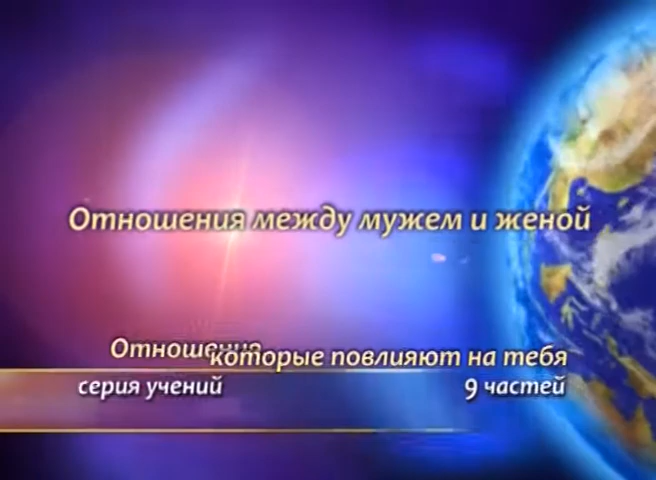 Отношения между мужем и женой
Отношения
которые повлияют на тебя
серия учений
9 частей